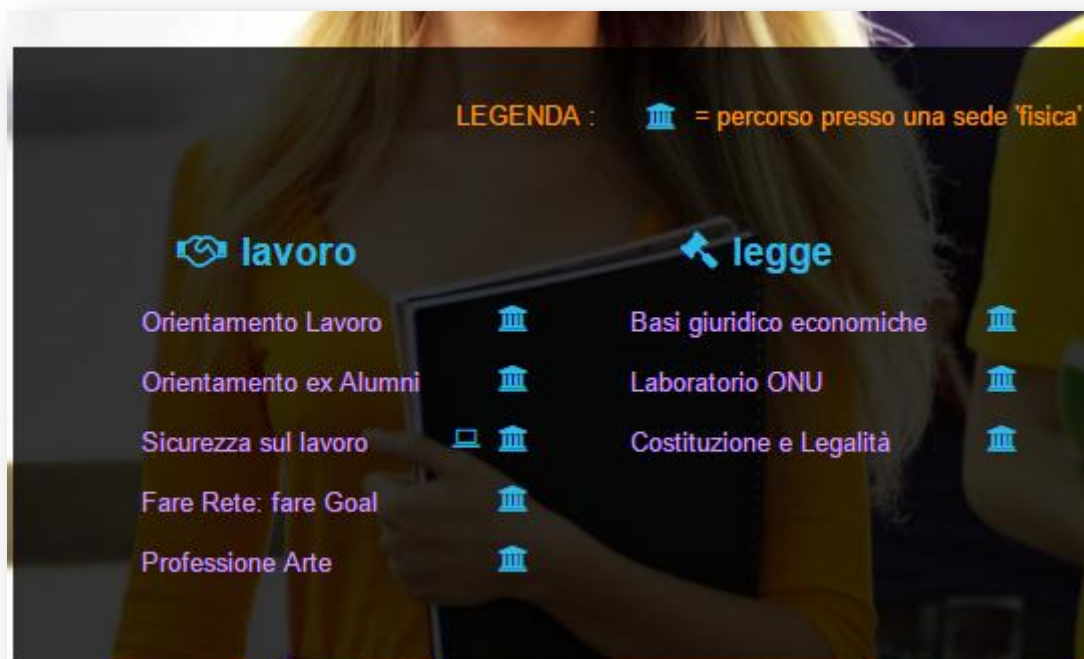 LEGENDA : = percorso presso una sede 'fisica'
lavoro
Orientamento Lavoro
Orientamento ex Alumni
Sicurezza sul lavoro
Fare Rete: fare Goal
Professione Arte
legge
Basi giuridico economiche
Laboratorio ONU
Costituzione e Legalità